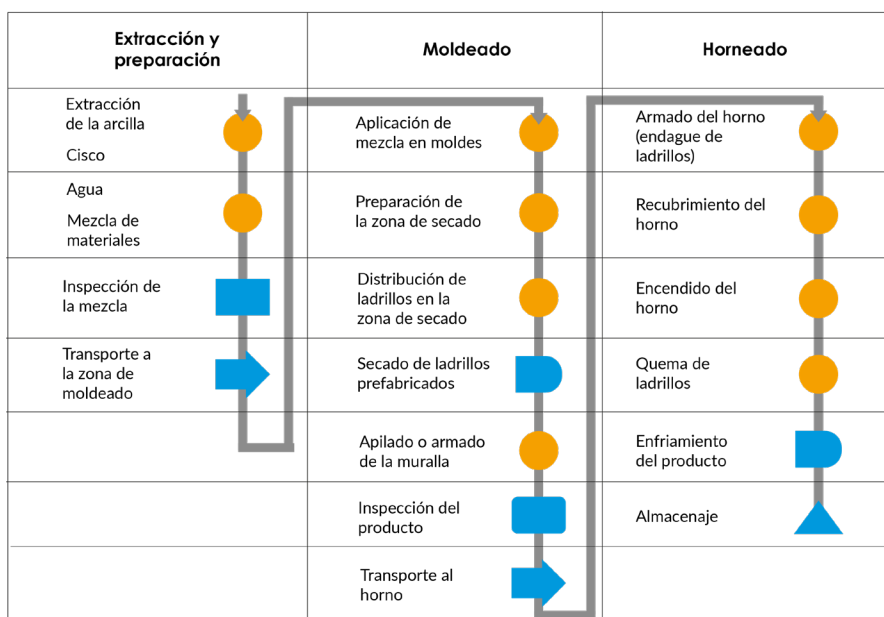 Extracción y
preparación
Moldeado
Horneado
Extracción
de la arcilla
Cisco
Agua
Mezcla de
materiales
Inspección de
la mezcla
Transporte a
la zona de
moldeado
Aplicación de
mezcla en moldes
Preparación de
la zona de secado
Distribución de
ladrillos en la
zona de secado
Secado de ladrillos
prefabricados
Apilado o armado
de la muralla
Inspección del
producto
Transporte al
horno
Armado del horno
(endague de
ladrillos)
Recubrimiento del
horno
Encendido del
horno
Quema de
ladrillos
Enfriamiento
del producto
Almacenaje